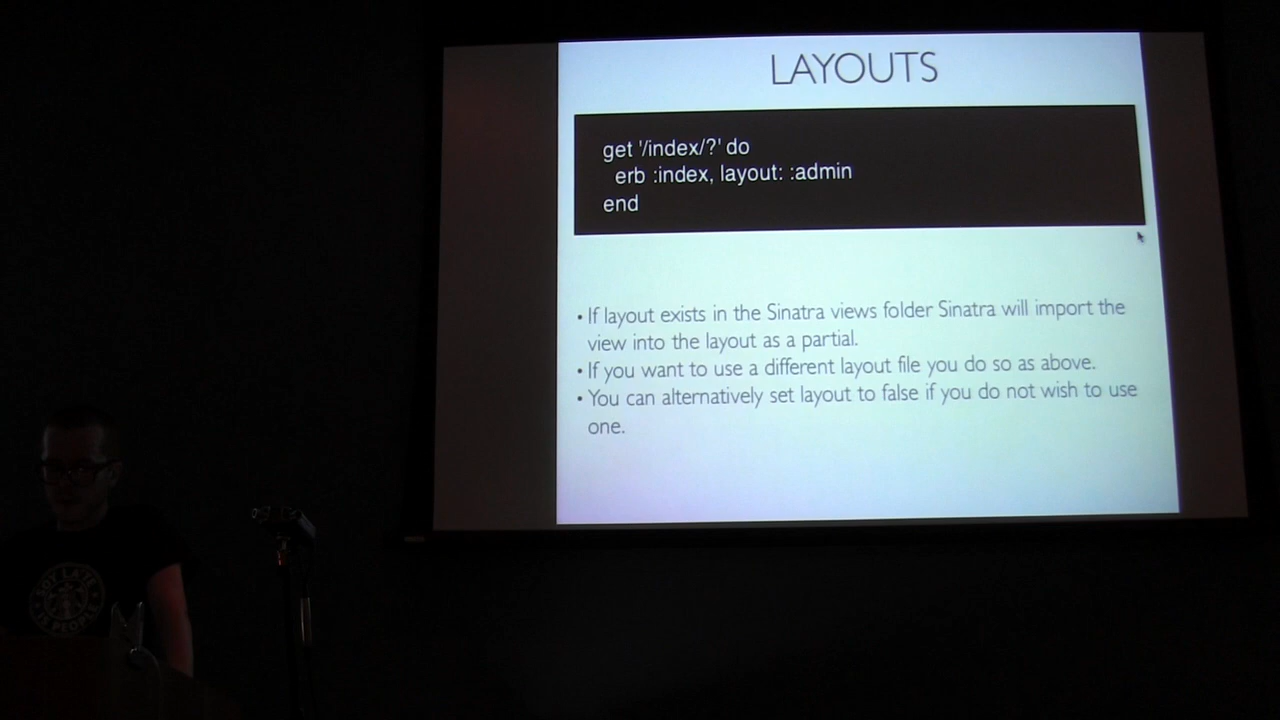 LAYOUTS
get '/index/?' do
erb :index, layout: :admin
end
• If layout exists in the Sinatra views folder Sinatra will import the
view into the layout as a partial.
• If you want to use a different layout file you do so as above.
• You can alternatively set layout to false if you do not wish to use
one.
IS PEOPLE